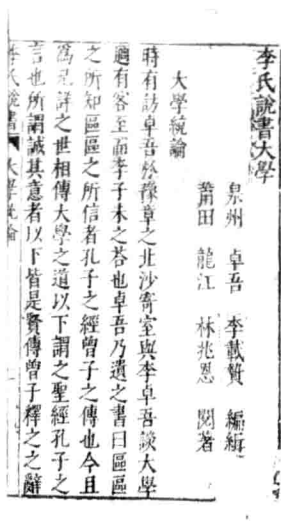 李氏說書大學
泉州　卓吾　李載贄　編緝
莆田　龍江　林兆恩　閱著
大學統論
時有訪卓吾於豫章之北沙寄室與李卓吾談大學
適有客至而李子未之荅也卓吾乃遺之書曰區區
之所知區區之所信者孔子之經曾子之傳也今且
爲孔詳之世相傳大學之道以下謂之聖經孔子之
言也所謂誠其意者以下皆是賢傳曾子釋之之辭
李氏說書　大學統論